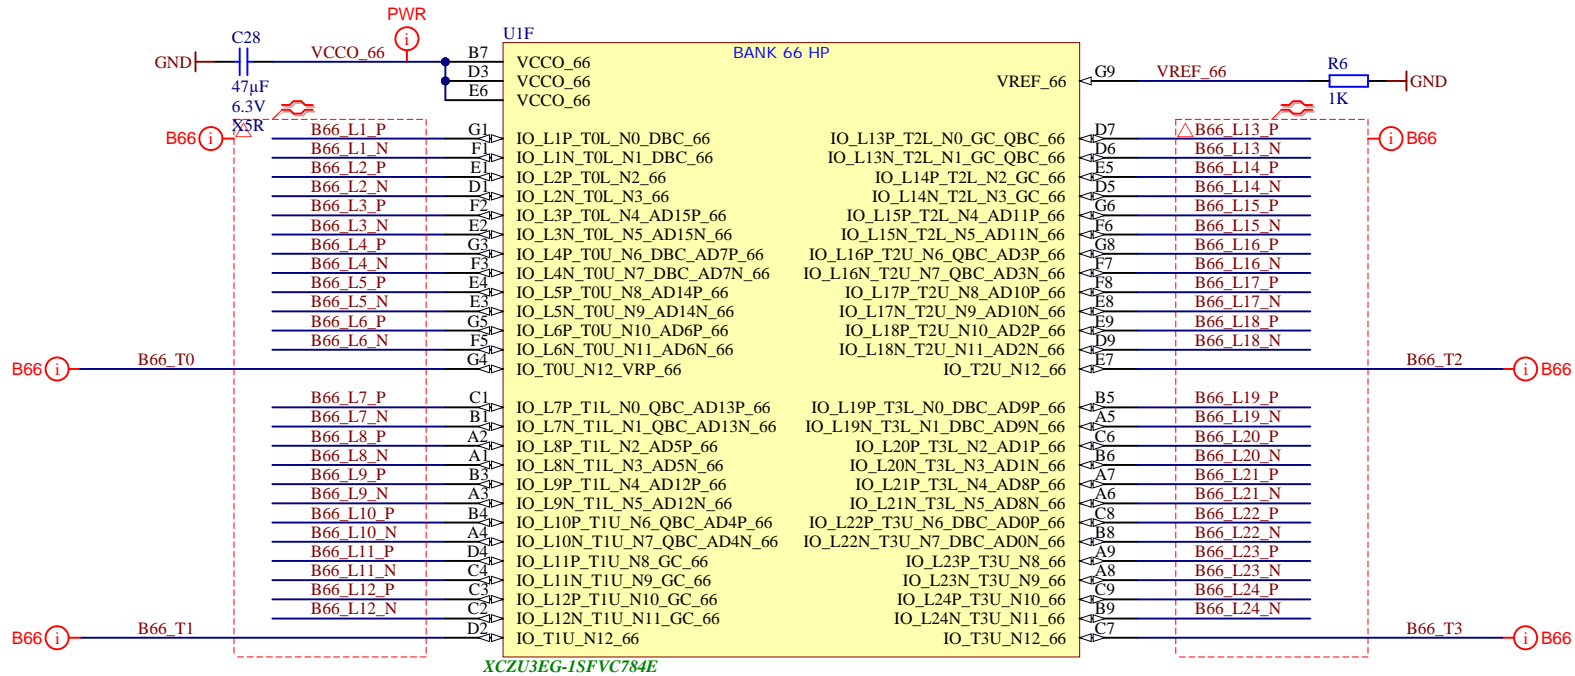 PWR
U1F
C28
GND
VCCO_66
47µF
6.3V
X5R
BANK 66 HP
B7 VCCO_66
D3 VCCO_66
E6 VCCO_66
VREF_66 G9 VREF_66
R6
1K
GND
B66
B66_L1_P G1 IO_L1P_T0L_N0_DBC_66
B66_L1_N F1 IO_L1N_T0L_N1_DBC_66
B66_L2_P E1 IO_L2P_T0L_N2_66
B66_L2_N D1 IO_L2N_T0L_N3_66
B66_L3_P F2 IO_L3P_T0L_N4_AD15P_66
B66_L3_N E2 IO_L3N_T0L_N5_AD15N_66
B66_L4_P G3 IO_L4P_T0U_N6_DBC_AD7P_66
B66_L4_N F3 IO_L4N_T0U_N7_DBC_AD7N_66
B66_L5_P E4 IO_L5P_T0U_N8_AD14P_66
B66_L5_N E3 IO_L5N_T0U_N9_AD14N_66
B66_L6_P G5 IO_L6P_T0U_N10_AD6P_66
B66_L6_N F5 IO_L6N_T0U_N11_AD6N_66
B66 B66_T0 G4 IO_T0U_N12_VRP_66
B66_L7_P C1 IO_L7P_T1L_N0_QBC_AD13P_66
B66_L7_N B1 IO_L7N_T1L_N1_QBC_AD13N_66
B66_L8_P A2 IO_L8P_T1L_N2_AD5P_66
B66_L8_N A1 IO_L8N_T1L_N3_AD5N_66
B66_L9_P B3 IO_L9P_T1L_N4_AD12P_66
B66_L9_N A3 IO_L9N_T1L_N5_AD12N_66
B66_L10_P B4 IO_L10P_T1U_N6_QBC_AD4P_66
B66_L10_N A4 IO_L10N_T1U_N7_QBC_AD4N_66
B66_L11_P D4 IO_L11P_T1U_N8_GC_66
B66_L11_N C4 IO_L11N_T1U_N9_GC_66
B66_L12_P C3 IO_L12P_T1U_N10_GC_66
B66_L12_N C2 IO_L12N_T1U_N11_GC_66
B66 B66_T1 D2 IO_T1U_N12_66
IO_L13P_T2L_N0_GC_QBC_66 D7 B66_L13_P B66
IO_L13N_T2L_N1_GC_QBC_66 D6 B66_L13_N
IO_L14P_T2L_N2_GC_66 E5 B66_L14_P
IO_L14N_T2L_N3_GC_66 D5 B66_L14_N
IO_L15P_T2L_N4_AD11P_66 G6 B66_L15_P
IO_L15N_T2L_N5_AD11N_66 F6 B66_L15_N
IO_L16P_T2U_N6_QBC_AD3P_66 G8 B66_L16_P
IO_L16N_T2U_N7_QBC_AD3N_66 F7 B66_L16_N
IO_L17P_T2U_N8_AD10P_66 F8 B66_L17_P
IO_L17N_T2U_N9_AD10N_66 E8 B66_L17_N
IO_L18P_T2U_N10_AD2P_66 E9 B66_L18_P
IO_L18N_T2U_N11_AD2N_66 D9 B66_L18_N
IO_T2U_N12_66 E7 B66_T2 B66
IO_L19P_T3L_N0_DBC_AD9P_66 B5 B66_L19_P
IO_L19N_T3L_N1_DBC_AD9N_66 A5 B66_L19_N
IO_L20P_T3L_N2_AD1P_66 C6 B66_L20_P
IO_L20N_T3L_N3_AD1N_66 B6 B66_L20_N
IO_L21P_T3L_N4_AD8P_66 A7 B66_L21_P
IO_L21N_T3L_N5_AD8N_66 A6 B66_L21_N
IO_L22P_T3U_N6_DBC_AD0P_66 C8 B66_L22_P
IO_L22N_T3U_N7_DBC_AD0N_66 B8 B66_L22_N
IO_L23P_T3U_N8_66 A9 B66_L23_P
IO_L23N_T3U_N9_66 A8 B66_L23_N
IO_L24P_T3U_N10_66 C9 B66_L24_P
IO_L24N_T3U_N11_66 B9 B66_L24_N
IO_T3U_N12_66 C7 B66_T3 B66
XCZU3EG-1SFVC784E